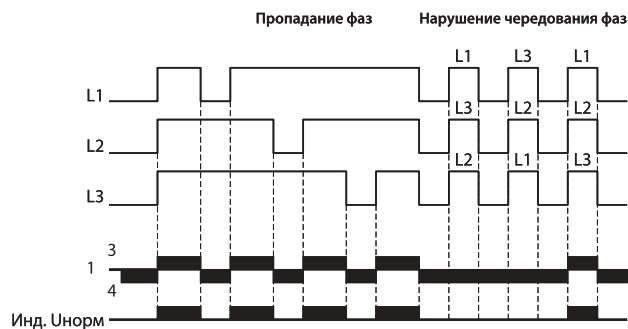 Пропадание фаз Нарушение чередования фаз
L1 L3 L1
L1
L3 L2 L2
L2
L2 L1 L3
L3
3
1
4
Инд. Uнорм